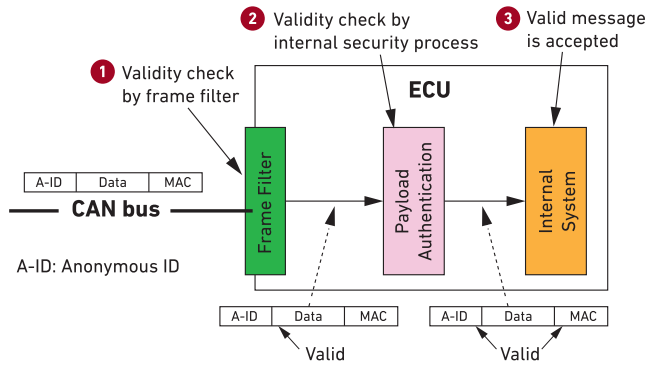 2 Validity check by
internal security process
3 Valid message
is accepted
1 Validity check
by frame filter
ECU
Frame Filter
Payload
Authentication
Internal
System
A-ID Data MAC
CAN bus
A-ID: Anonymous ID
A-ID Data MAC
Valid
A-ID Data MAC
Valid